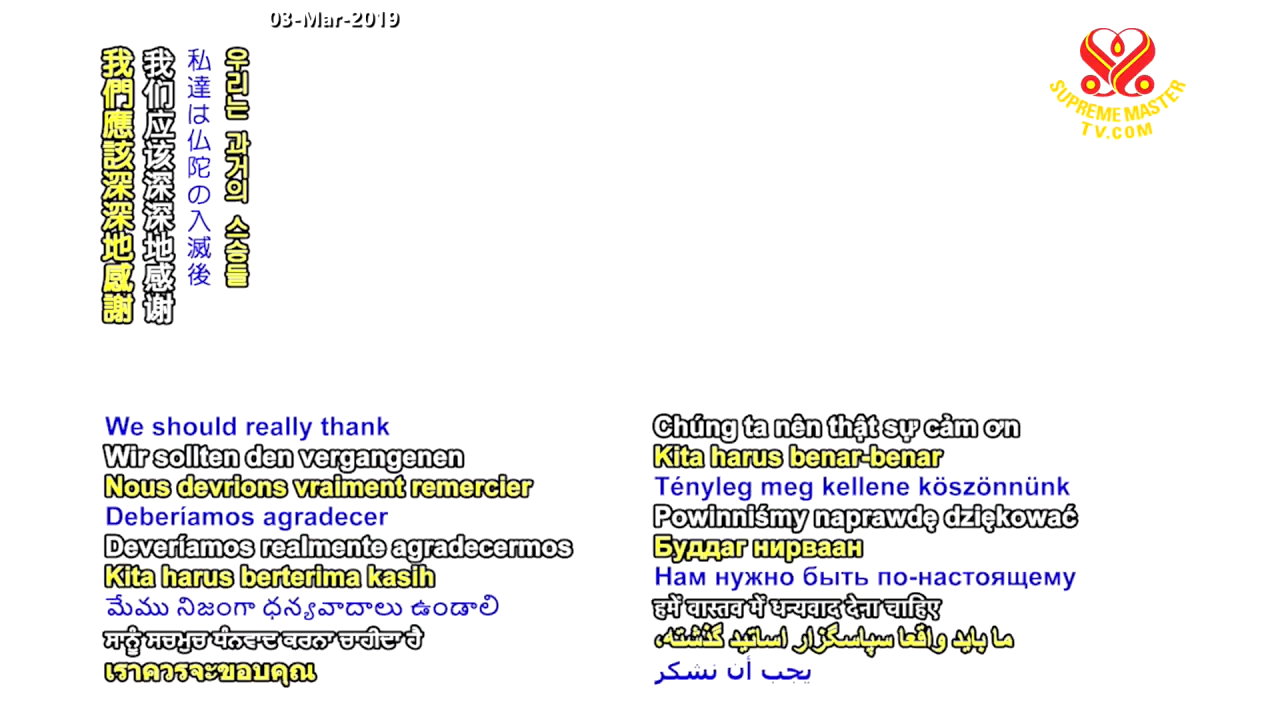 03-Mar-2019
我們應該深深地感謝
我们应该深深地感谢
私達は仏陀の入滅後
우리는 과거의 스승들
SUPREME MASTER
TV.COM
We should really thank
Wir sollten den vergangenen
Nous devrions vraiment remercier
Deberíamos agradecer
Deveríamos realmente agradecermos
Kita harus berterima kasih
మేము నిజంగా ధన్యవాదాలు ఉండాలి
ਸਾਨੂੰ ਸਚਮੁਚ ਧੰਨਵਾਦ ਕਰਨਾ ਚਾਹੀਦਾ ਹੈ
เราควรจะขอบคุณ
Chúng ta nên thật sự cảm ơn
Kita harus benar-benar
Tényleg meg kellene köszönnünk
Powinniśmy naprawdę dziękować
Буддаг нирваан
Нам нужно быть по-настоящему
हमें वास्तव में धन्यवाद देना चाहिए
ما باید واقعا سپاسگزار اساتید گذشته،
يجب أن نشكر